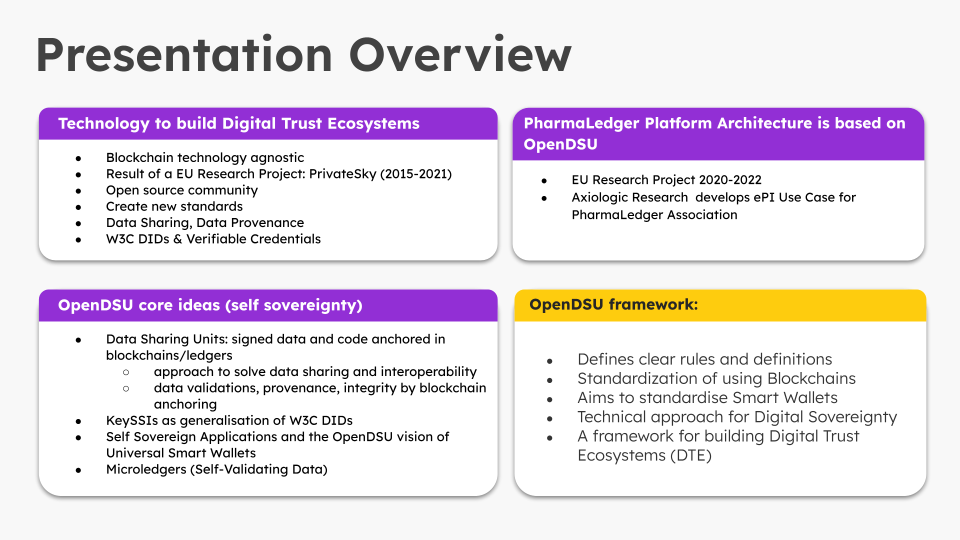 Presentation Overview
Technology to build Digital Trust Ecosystems
● Blockchain technology agnostic
● Result of a EU Research Project: PrivateSky (2015-2021)
● Open source community
● Create new standards
● Data Sharing, Data Provenance
● W3C DIDs & Verifiable Credentials
PharmaLedger Platform Architecture is based on
OpenDSU
● EU Research Project 2020-2022
● Axiologic Research develops ePI Use Case for
PharmaLedger Association
OpenDSU core ideas (self sovereignty)
● Data Sharing Units: signed data and code anchored in
blockchains/ledgers
○ approach to solve data sharing and interoperability
○ data validations, provenance, integrity by blockchain
anchoring
● KeySSIs as generalisation of W3C DIDs
● Self Sovereign Applications and the OpenDSU vision of
Universal Smart Wallets
● Microledgers (Self-Validating Data)
OpenDSU framework:
● Defines clear rules and definitions
● Standardization of using Blockchains
● Aims to standardise Smart Wallets
● Technical approach for Digital Sovereignty
● A framework for building Digital Trust
Ecosystems (DTE)